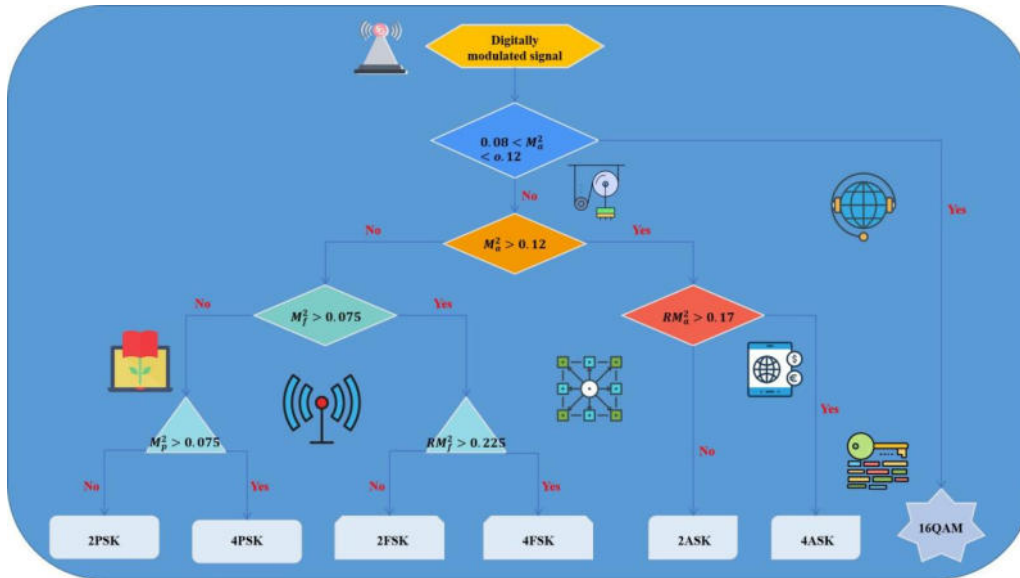 Digitally
modulated signal
0.08 < M_a^2
< o.12
No
Yes
No
M_a^2 > 0.12
Yes
No
M_f^2 > 0.075
Yes
RM_a^2 > 0.17
$
€
M_p^2 > 0.075
RM_f^2 > 0.225
Yes
No
No
Yes
No
Yes
2PSK
4PSK
2FSK
4FSK
2ASK
4ASK
16QAM